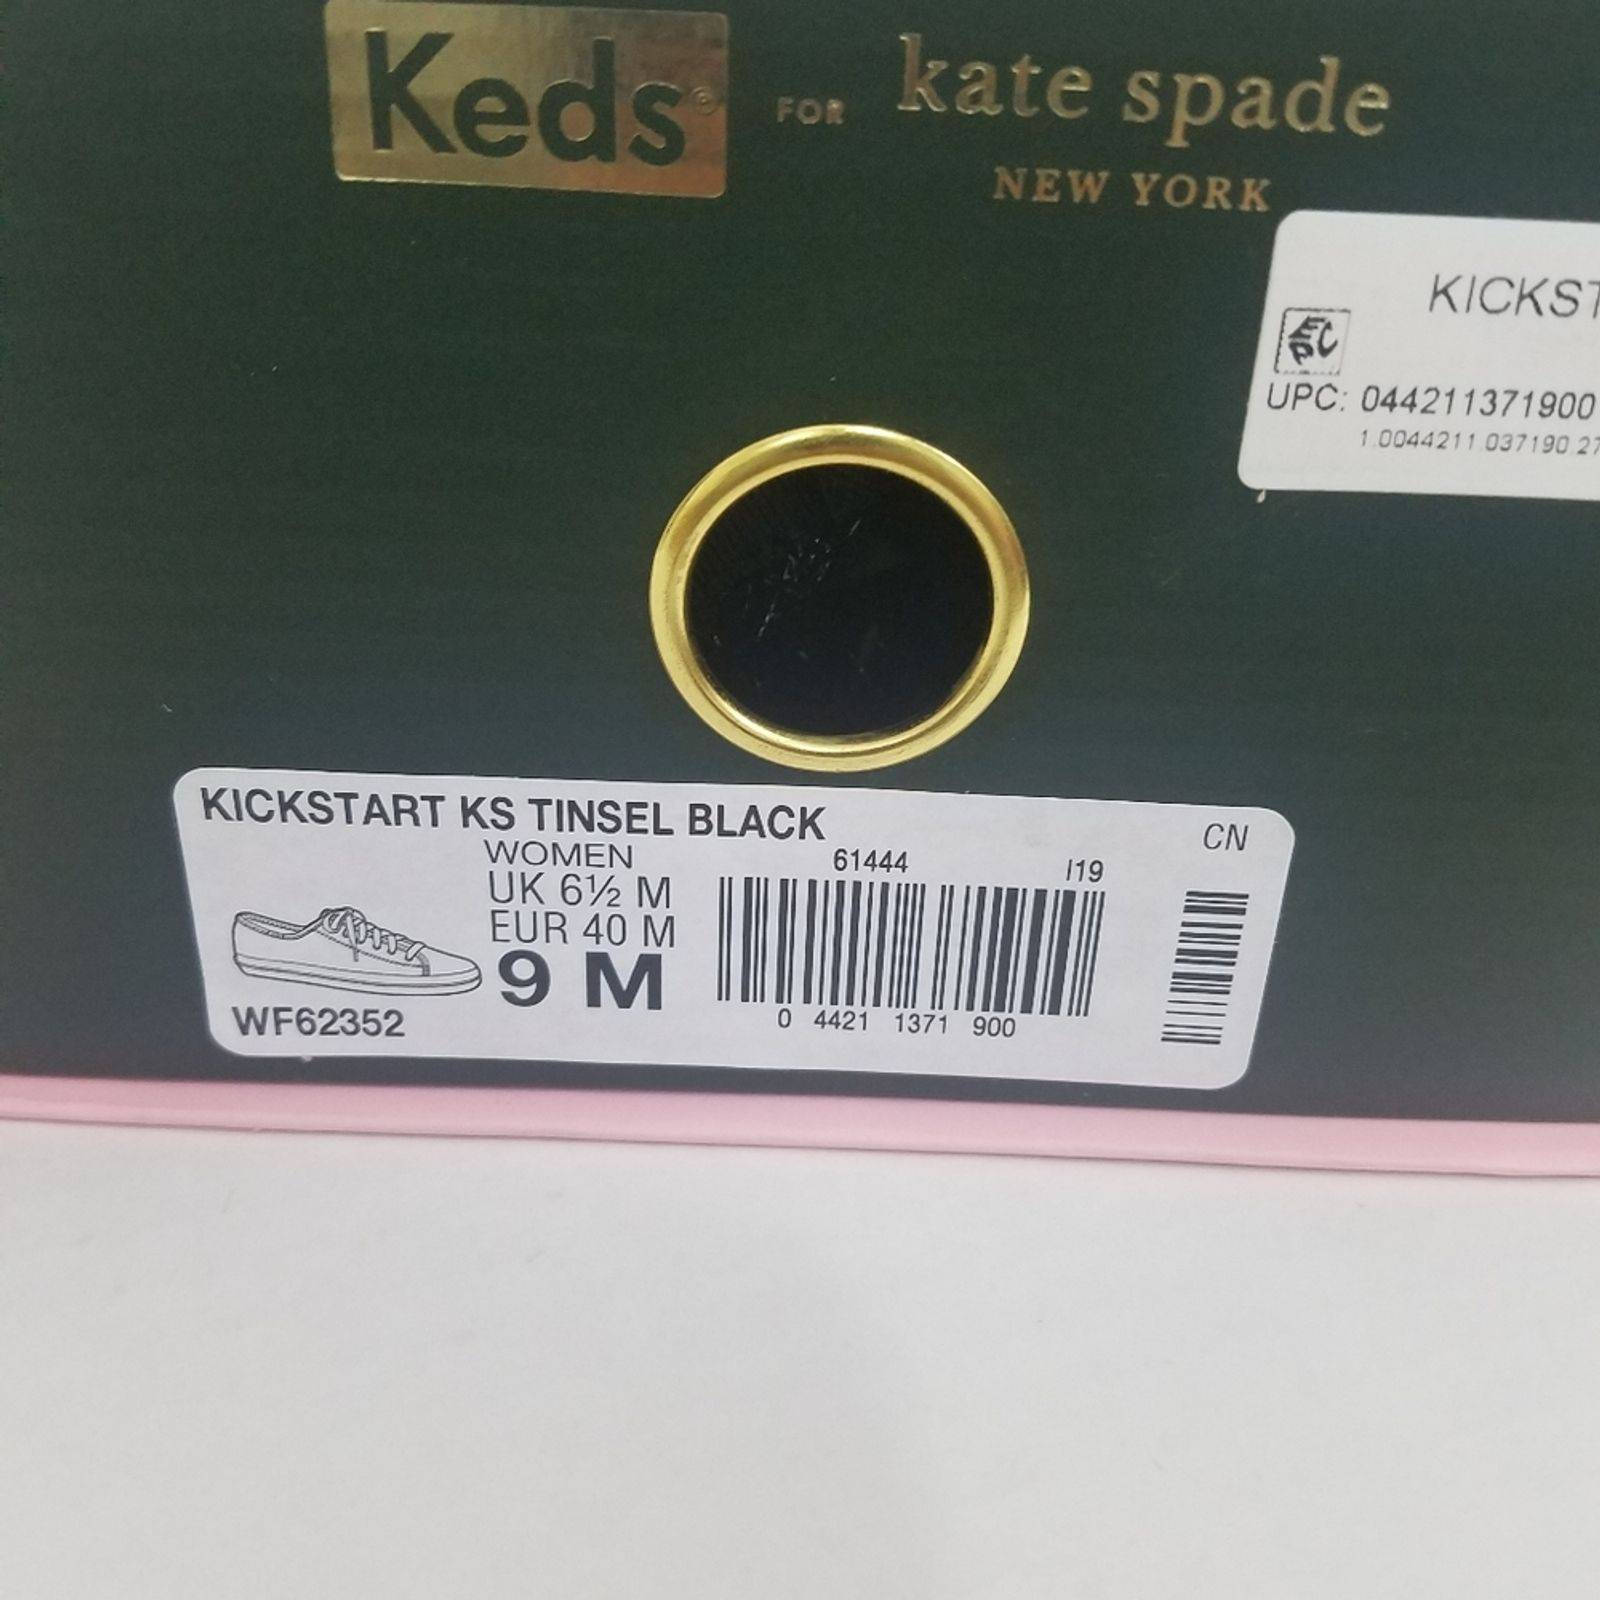 Keds® FOR kate spade
NEW YORK
KICKST
ECP
UPC: 044211371900
1.0044211.037190.27
KICKSTART KS TINSEL BLACK
CN
WOMEN
61444
I19
UK 6½ M
EUR 40 M
9 M
WF62352
0 4421 1371 900